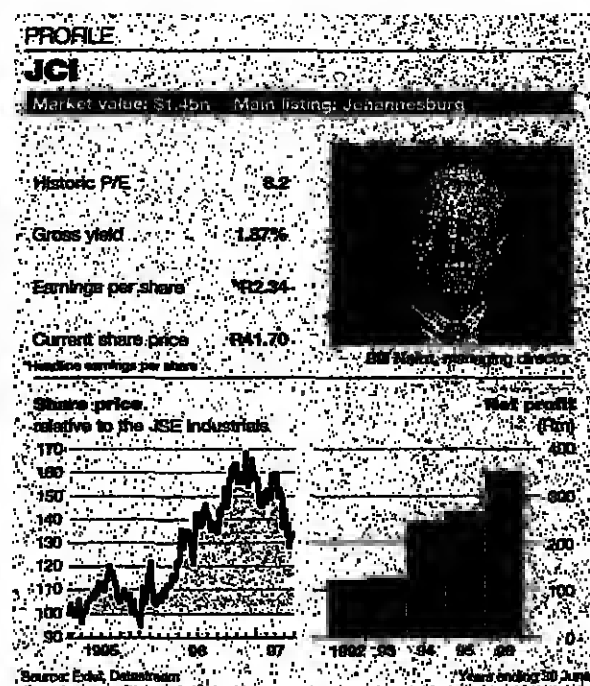 PROFILE
JCI
Market value: $1.4bn Main listing: Johannesburg
Historic P/E 8.2
Gross yield 1.87%
Earnings per share *R2.34
Current share price R41.70
*Headline earnings per share
Bill Nairn, managing director
Share price
relative to the JSE Industrials
Net profit
(Rm)
170
160
150
140
130
120
110
100
90
1995 96 97
400
300
200
100
0
1992 93 94 95 96
Source: Extel, Datastream
Years ending 30 June